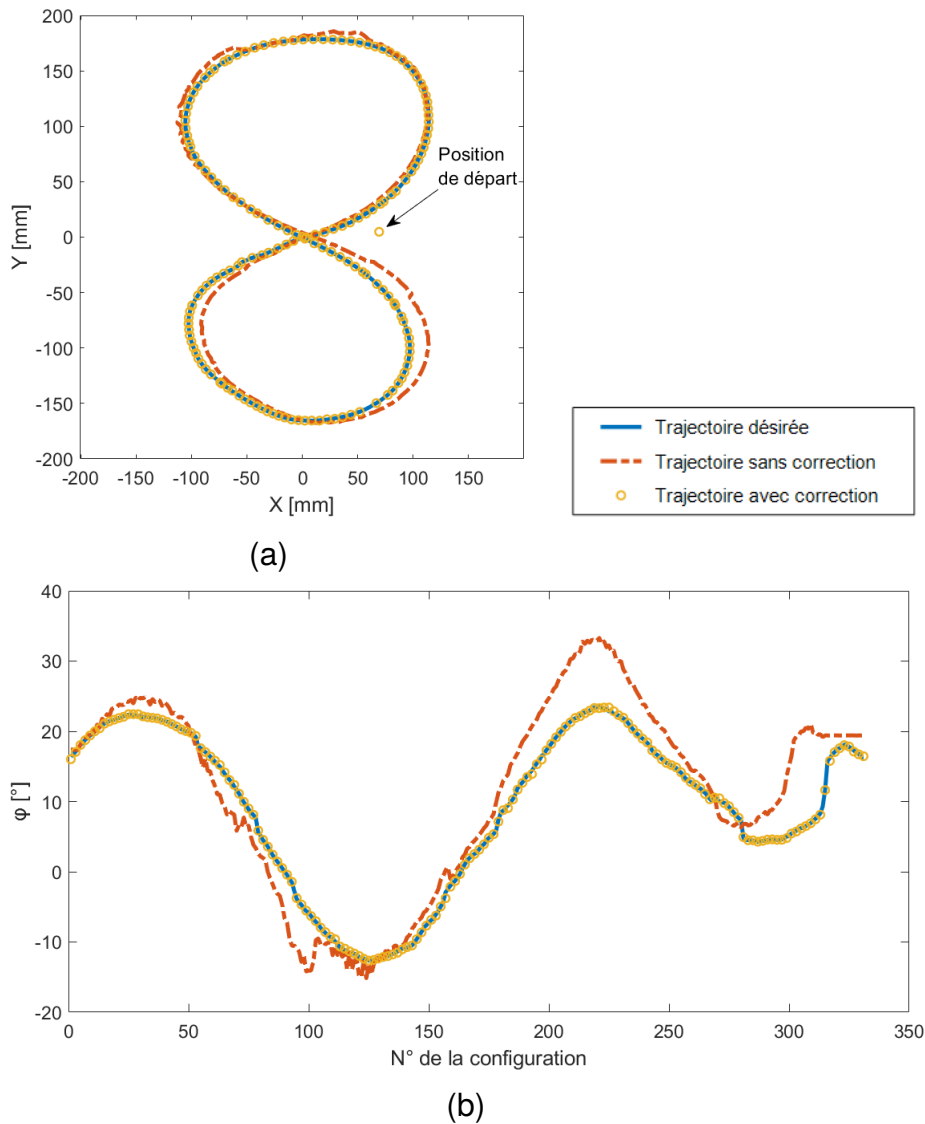 200
150
100
50
0
-50
-100
-150
-200
Y [mm]
-200 -150 -100 -50 0 50 100 150
X [mm]
Position
de départ
Trajectoire désirée
Trajectoire sans correction
Trajectoire avec correction
(a)
40
30
20
10
0
-10
-20
φ [°]
0 50 100 150 200 250 300 350
N° de la configuration
(b)